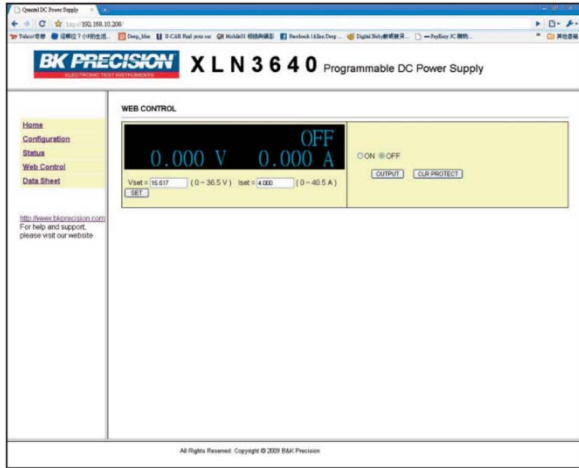 Quantal DC Power Supply
192.168.10.206/
BK PRECISION
ELECTRONIC TEST INSTRUMENTS
XLN3640 Programmable DC Power Supply
WEB CONTROL
Home
Configuration
Status
Web Control
Data Sheet
OFF
0.000 V 0.000 A
ON OFF
OUTPUT CLR PROTECT
Vset = 15.617 ( 0 ~ 36.5 V ) Iset = 4.000 ( 0 ~ 40.5 A )
SET
http://www.bkprecision.com
For help and support,
please visit our website
All Rights Reserved. Copyright © 2009 B&K Precision